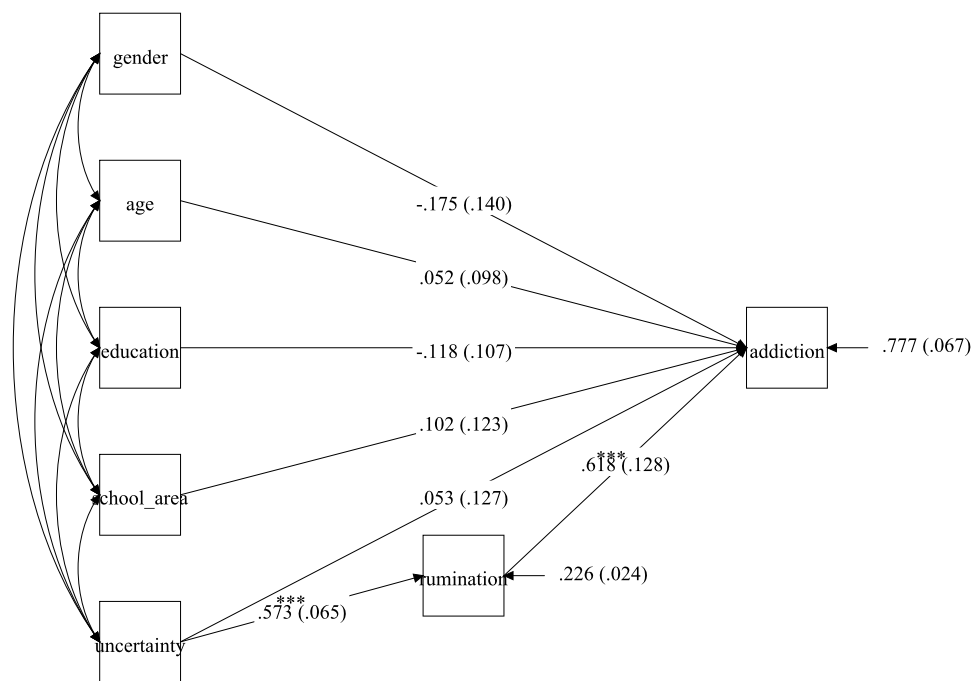 gender
-.175 (.140)
age
.052 (.098)
education
-.118 (.107)
addiction
.777 (.067)
school_area
.102 (.123)
***
.618 (.128)
.053 (.127)
rumination
.226 (.024)
***
.573 (.065)
uncertainty